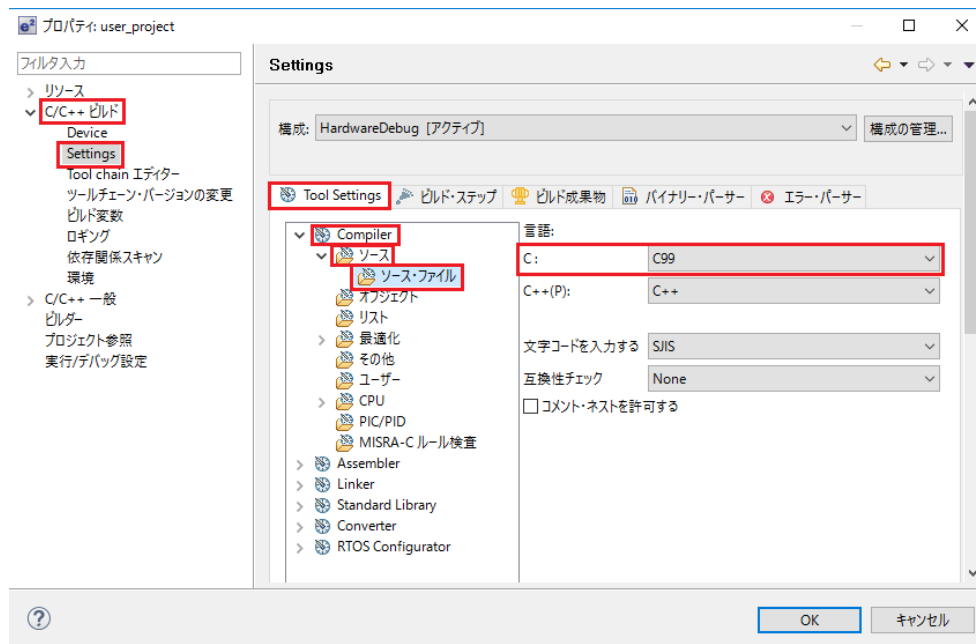 e² プロパティ: user_project
フィルタ入力
リソース
C/C++ ビルド
Device
Settings
Tool chain エディター
ツールチェーン・バージョンの変更
ビルド変数
ロギング
依存関係スキャン
環境
C/C++ 一般
ビルダー
プロジェクト参照
実行/デバッグ設定
Settings
構成: HardwareDebug [アクティブ] 構成の管理...
Tool Settings ビルド・ステップ ビルド成果物 バイナリー・パーサー エラー・パーサー
Compiler
ソース
ソース・ファイル
オブジェクト
リスト
最適化
その他
ユーザー
CPU
PIC/PID
MISRA-C ルール検査
Assembler
Linker
Standard Library
Converter
RTOS Configurator
言語:
C : C99
C++(P): C++
文字コードを入力する SJIS
互換性チェック None
コメント・ネストを許可する
? OK キャンセル